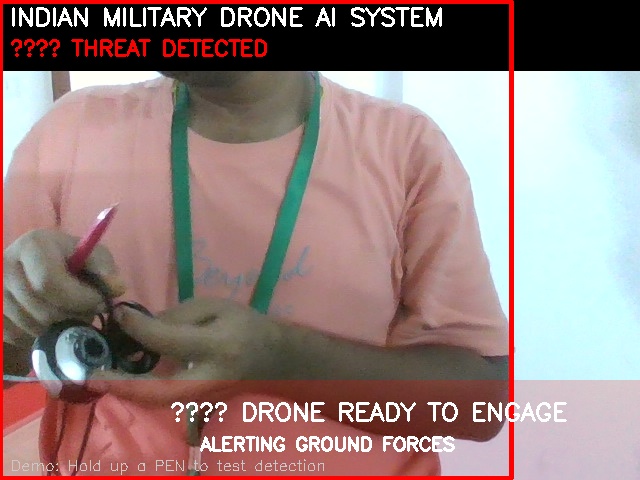 INDIAN MILITARY DRONE AI SYSTEM
???? THREAT DETECTED
Beyond
???? DRONE READY TO ENGAGE
ALERTING GROUND FORCES
Demo: Hold up a PEN to test detection